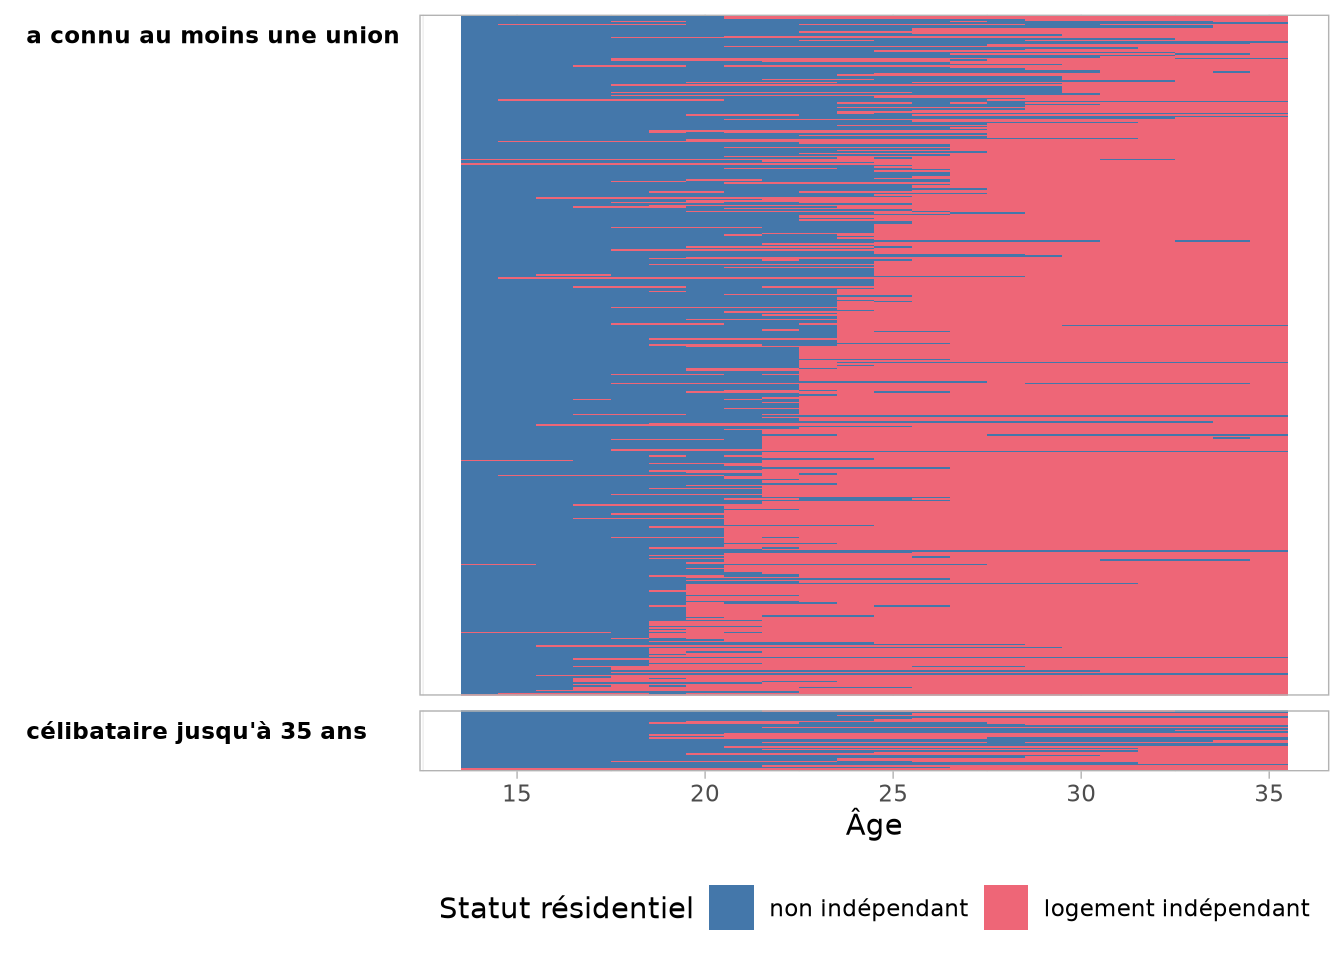 a connu au moins une union
célibataire jusqu'à 35 ans
15 20 25 30 35
Âge
Statut résidentiel non indépendant logement indépendant